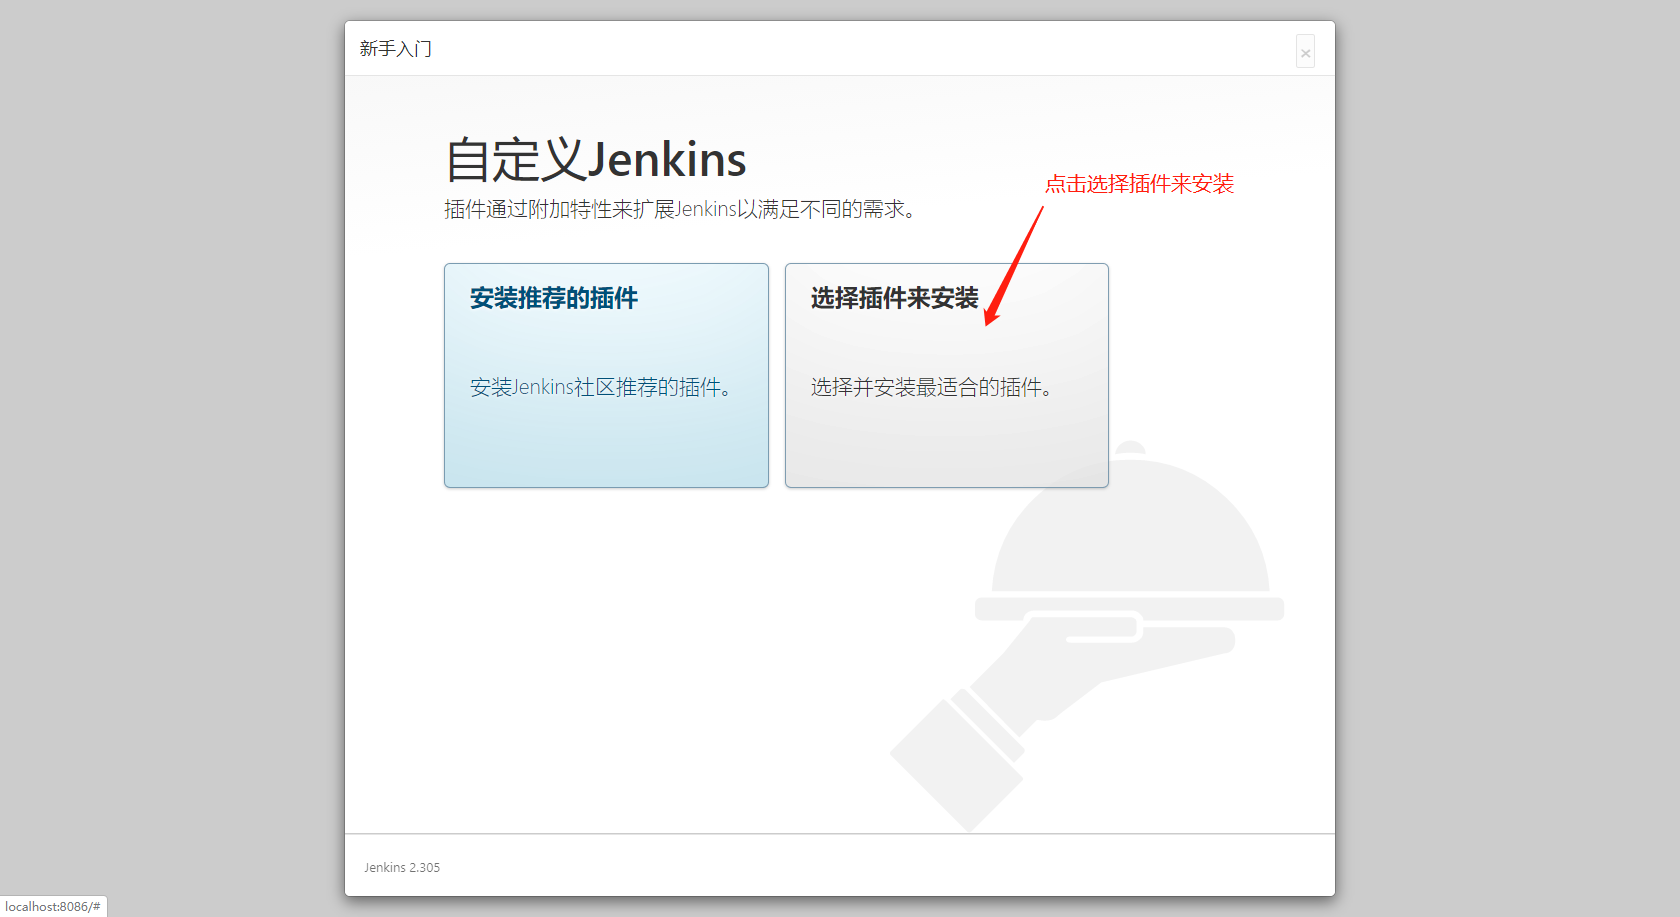 新手入门
×
自定义Jenkins
点击选择插件来安装
插件通过附加特性来扩展Jenkins以满足不同的需求。
安装推荐的插件
安装Jenkins社区推荐的插件。
选择插件来安装
选择并安装最适合的插件。
Jenkins 2.305
localhost:8086/#